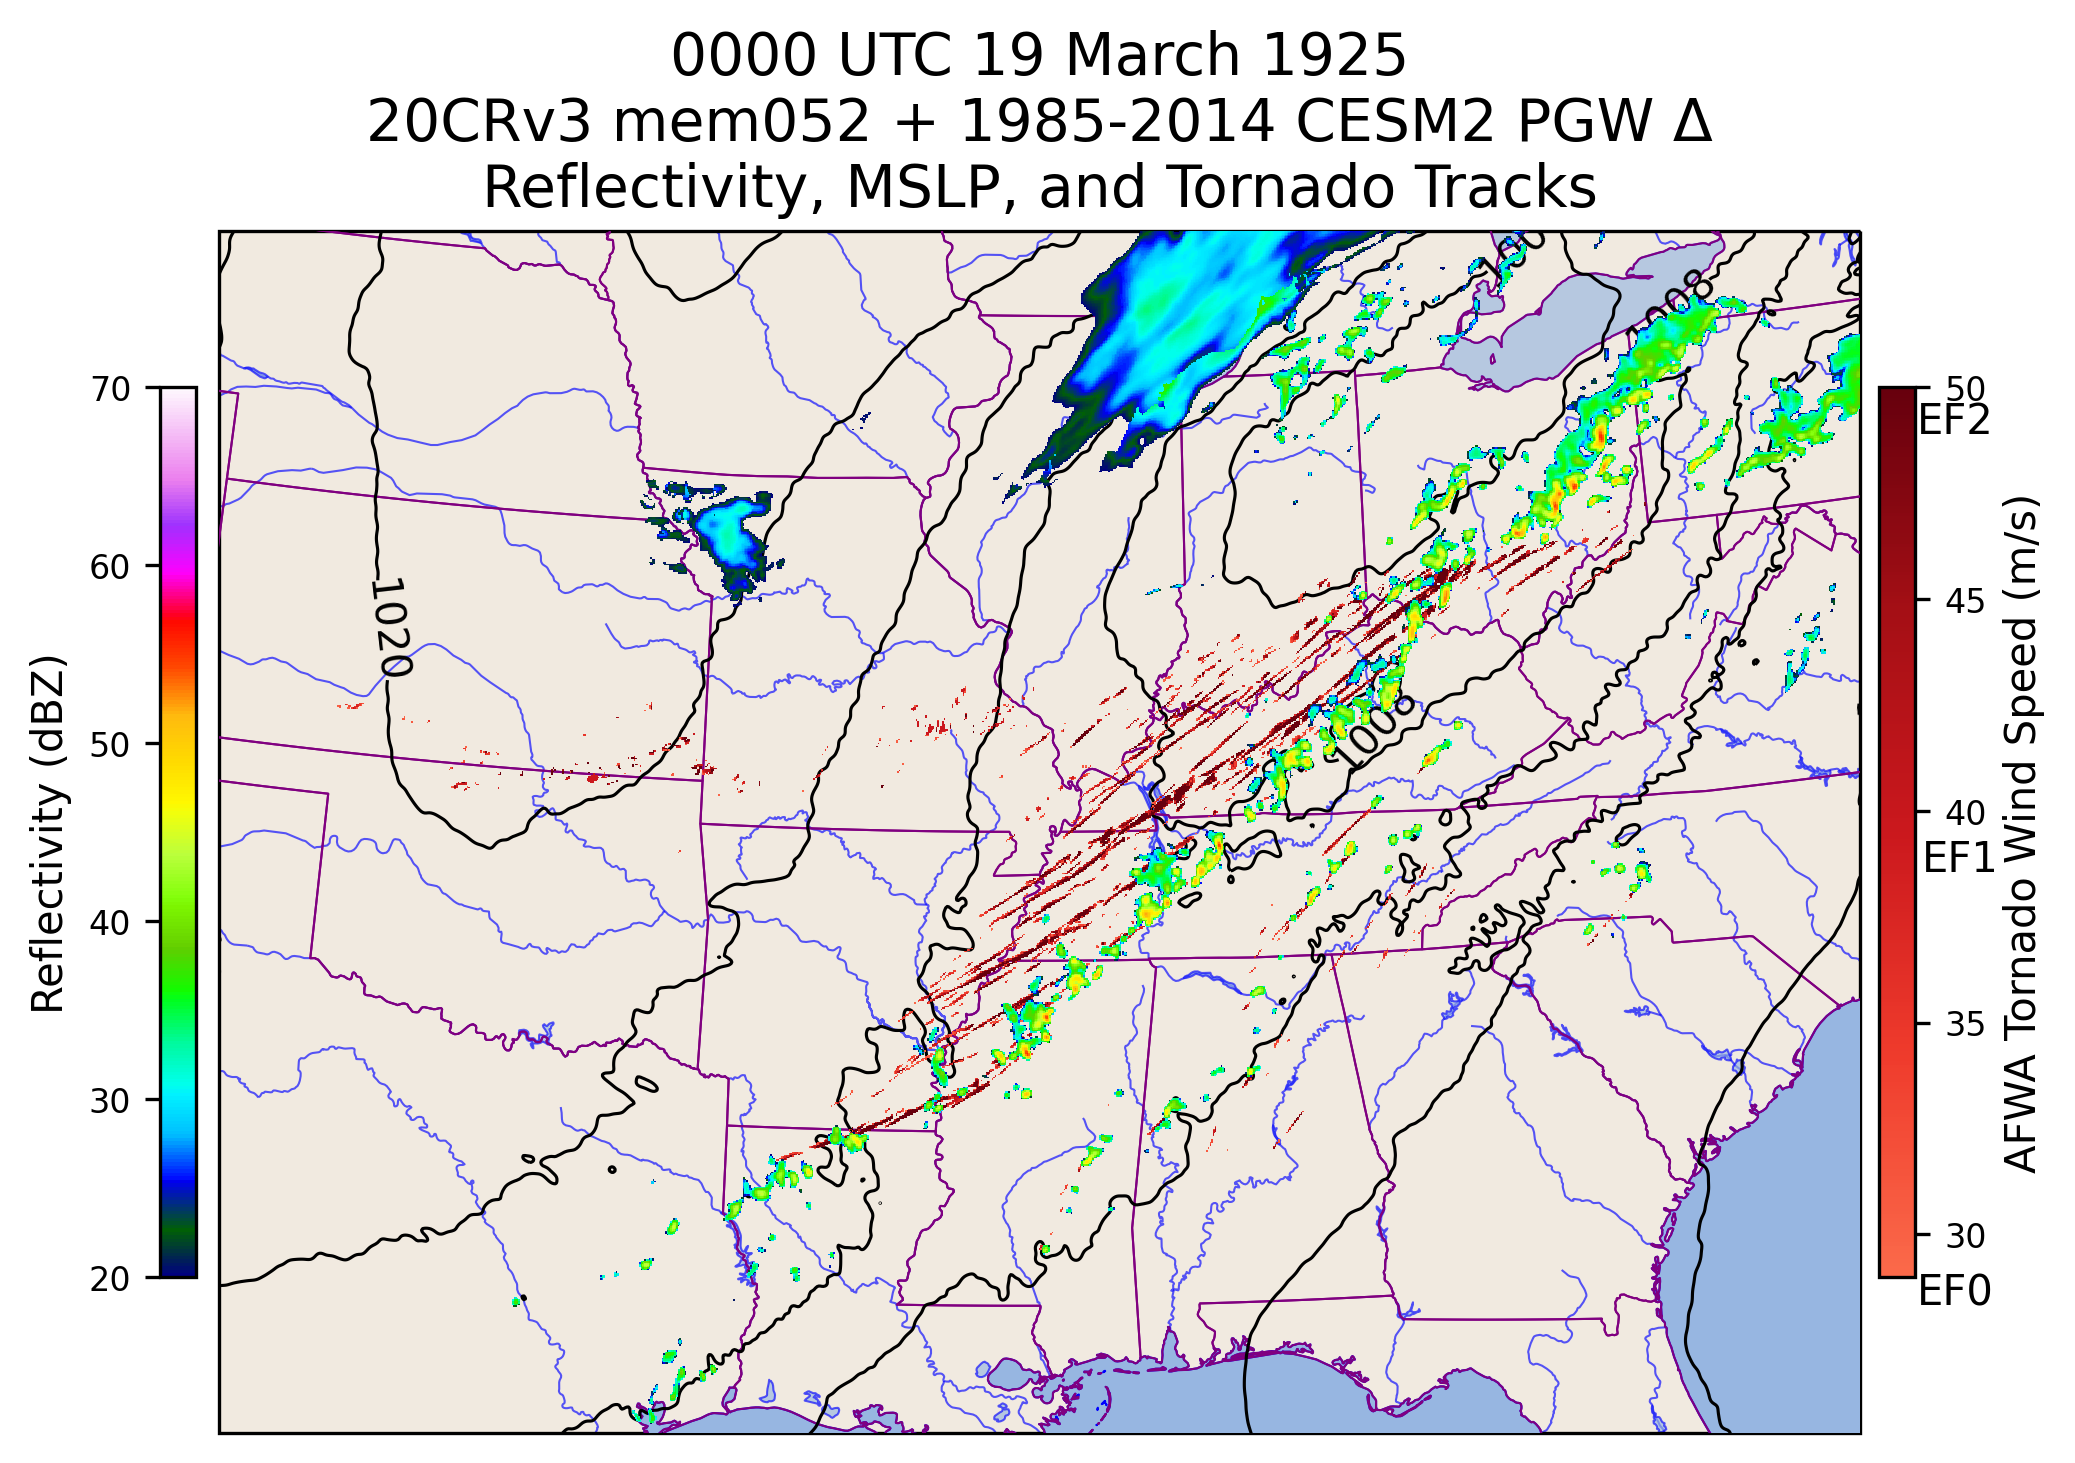 0000 UTC 19 March 1925
20CRv3 mem052 + 1985-2014 CESM2 PGW Δ
Reflectivity, MSLP, and Tornado Tracks
70
60
50
40
30
20
Reflectivity (dBZ)
1020
1008
1008
50
EF2
45
40
EF1
35
30
EF0
AFWA Tornado Wind Speed (m/s)